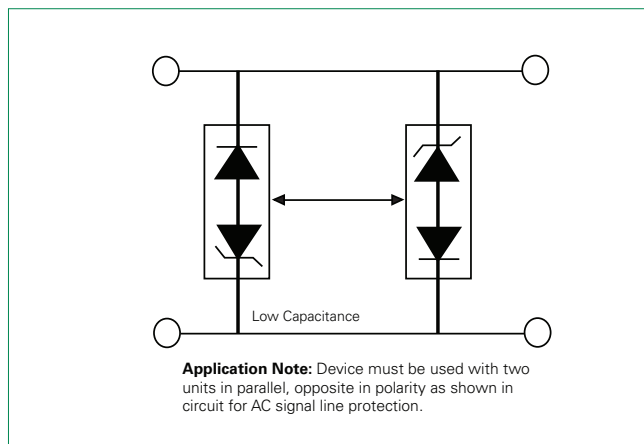 Low Capacitance
Application Note: Device must be used with two
units in parallel, opposite in polarity as shown in
circuit for AC signal line protection.